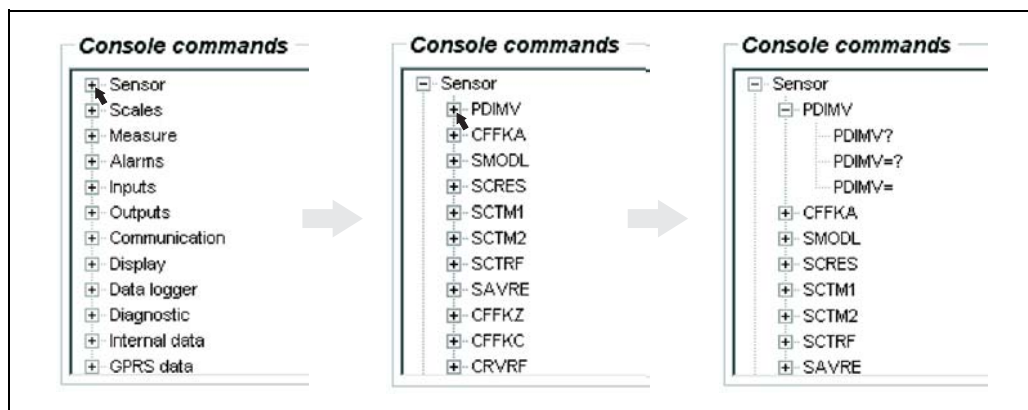 Console commands
Sensor
Scales
Measure
Alarms
Inputs
Outputs
Communication
Display
Data logger
Diagnostic
Internal data
GPRS data
Console commands
Sensor
PDIMV
CFFKA
SMODL
SCRES
SCTM1
SCTM2
SCTRF
SAVRE
CFFKZ
CFFKC
CRVRF
Console commands
Sensor
PDIMV
PDIMV?
PDIMV=?
PDIMV=
CFFKA
SMODL
SCRES
SCTM1
SCTM2
SCTRF
SAVRE